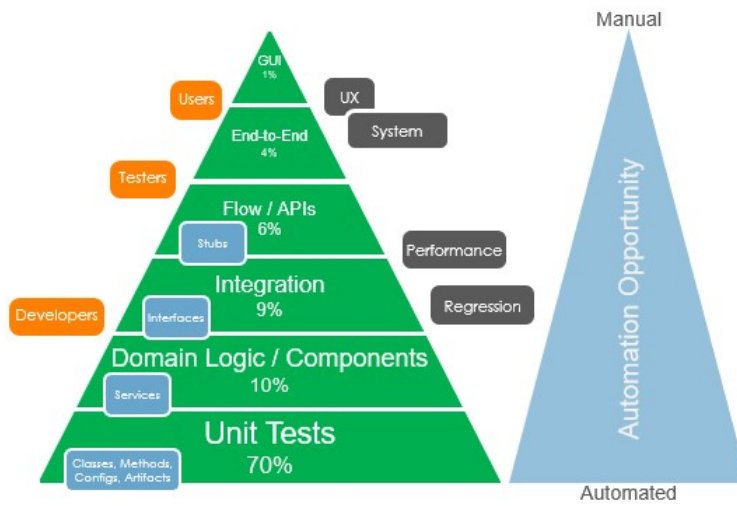 Manual
GUI
1%
Users
UX
System
End-to-End
4%
Testers
Flow / APIs
6%
Stubs
Performance
Integration
9%
Developers
Interfaces
Regression
Domain Logic / Components
10%
Services
Unit Tests
70%
Classes, Methods,
Configs, Artifacts
Automation Opportunity
Automated